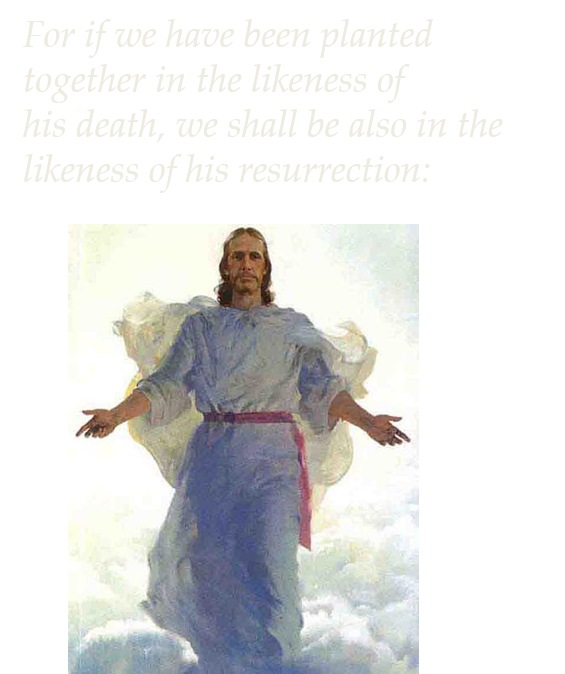 For if we have been planted
together in the likeness of
his death, we shall be also in the
likeness of his resurrection: